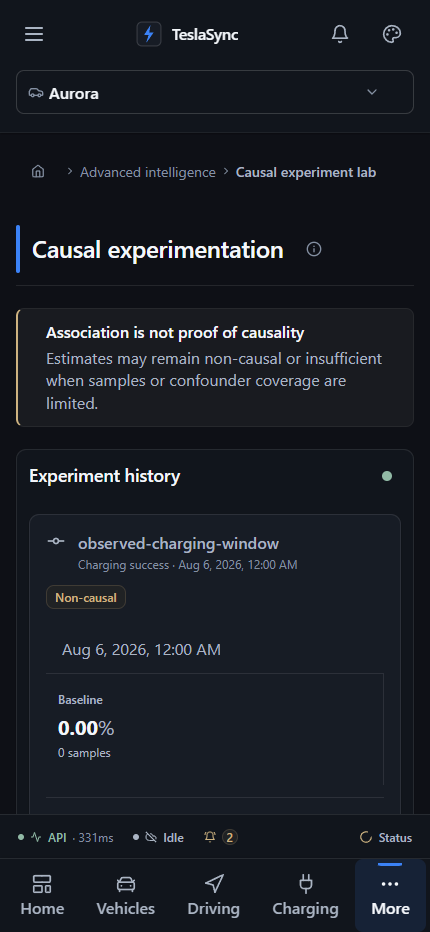 TeslaSync
Aurora
Advanced intelligence
Causal experiment lab
Causal experimentation
Association is not proof of causality
Estimates may remain non-causal or insufficient
when samples or confounder coverage are
limited.
Experiment history
observed-charging-window
Charging success · Aug 6, 2026, 12:00 AM
Non-causal
Aug 6, 2026, 12:00 AM
Baseline
0.00%
0 samples
API · 331ms
Idle
2
Status
Home
Vehicles
Driving
Charging
More